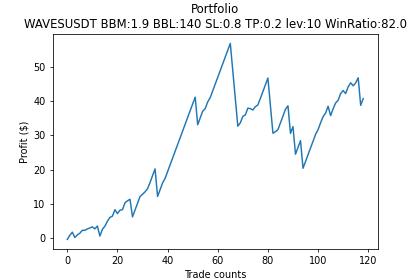 Portfolio
WAVESUSDT BBM:1.9 BBL:140 SL:0.8 TP:0.2 lev:10 WinRatio:82.0
50
40
30
20
10
0
Profit ($)
0 20 40 60 80 100 120
Trade counts